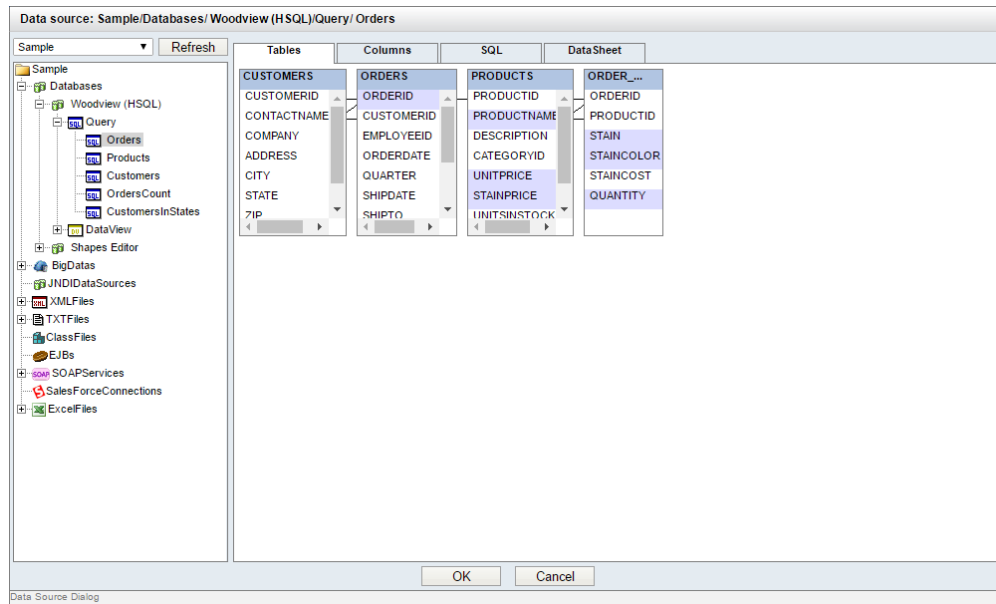 Data source: Sample/Databases/ Woodview (HSQL)/Query/ Orders
Sample
Refresh
Sample
Databases
Woodview (HSQL)
Query
Orders
Products
Customers
OrdersCount
CustomersInStates
DataView
Shapes Editor
BigDatas
JNDIDataSources
XMLFiles
TXTFiles
ClassFiles
EJBs
SOAPServices
SalesForceConnections
ExcelFiles
Tables Columns SQL DataSheet
CUSTOMERS
CUSTOMERID
CONTACTNAME
COMPANY
ADDRESS
CITY
STATE
ZIP
ORDERS
ORDERID
CUSTOMERID
EMPLOYEEID
ORDERDATE
QUARTER
SHIPDATE
SHIPTO
PRODUCTS
PRODUCTID
PRODUCTNAME
DESCRIPTION
CATEGORYID
UNITPRICE
STAINPRICE
UNITSINSTOCK
ORDER_...
ORDERID
PRODUCTID
STAIN
STAINCOLOR
STAINCOST
QUANTITY
OK Cancel
Data Source Dialog